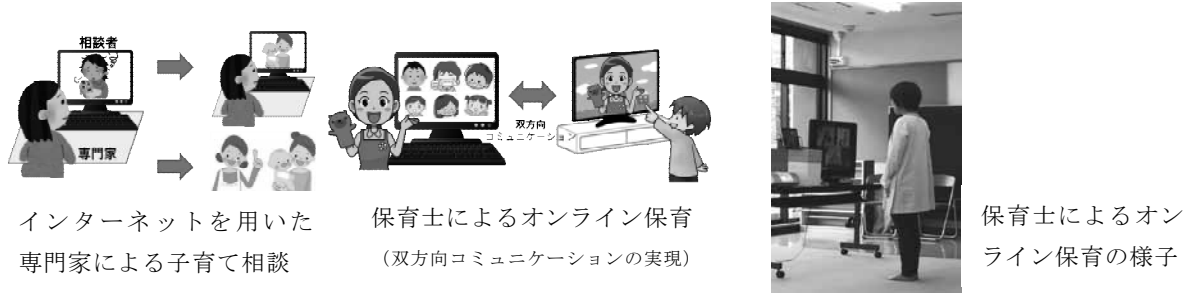 相談者
専門家
双方向
コミュニケーション
インターネットを用いた
専門家による子育て相談
保育士によるオンライン保育
（双方向コミュニケーションの実現）
保育士によるオン
ライン保育の様子